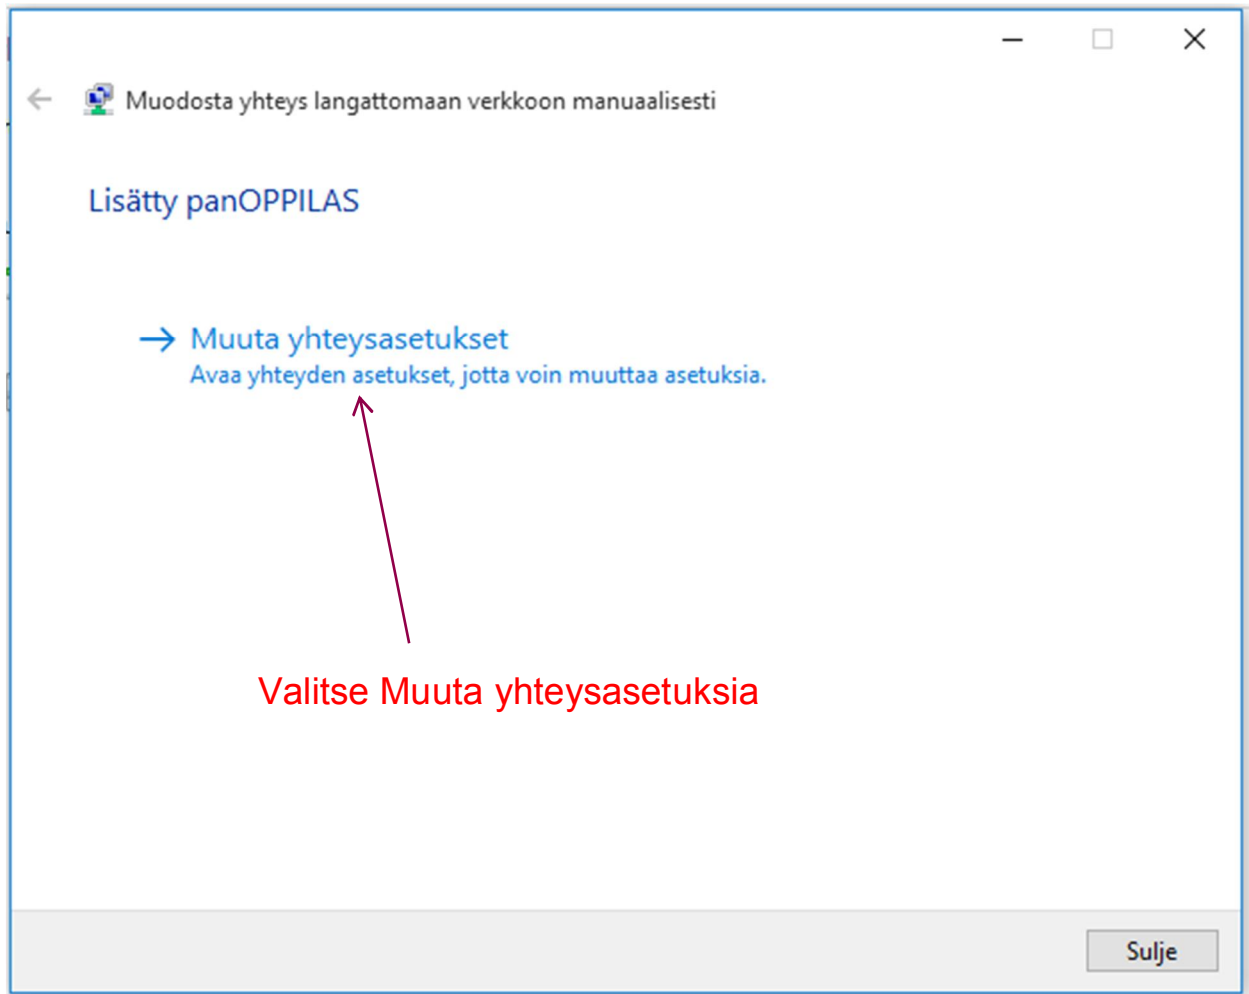 Muodosta yhteys langattomaan verkkoon manuaalisesti
Lisätty panOPPILAS
Muuta yhteysasetukset
Avaa yhteyden asetukset, jotta voin muuttaa asetuksia.
Valitse Muuta yhteysasetuksia
Sulje